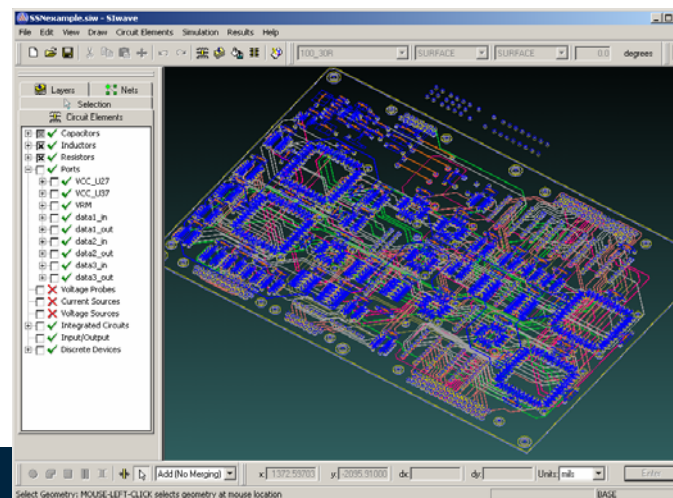 SSNexample.siw - SIwave
File Edit View Draw Circuit Elements Simulation Results Help
100_30R SURFACE SURFACE 0.0 degrees
Layers Nets
Selection
Circuit Elements
Capacitors
Inductors
Resistors
Ports
VCC_U27
VCC_U37
VRM
data1_in
data1_out
data2_in
data2_out
data3_in
data3_out
Voltage Probes
Current Sources
Voltage Sources
Integrated Circuits
Input/Output
Discrete Devices
Add (No Merging) x: 1372.59703 y: -2095.91000 dx: dy: Units: mils Enter
Select Geometry: MOUSE-LEFT-CLICK selects geometry at mouse location BASE